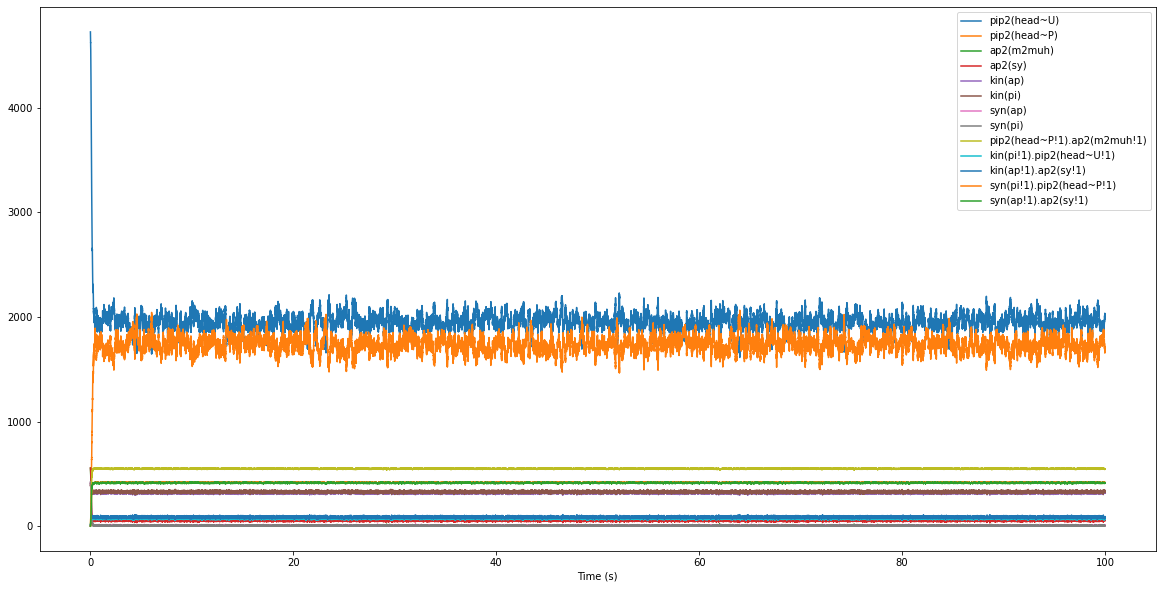 pip2(head~U)
pip2(head~P)
ap2(m2muh)
ap2(sy)
kin(ap)
kin(pi)
syn(ap)
syn(pi)
pip2(head~P!1).ap2(m2muh!1)
kin(pi!1).pip2(head~U!1)
kin(ap!1).ap2(sy!1)
syn(pi!1).pip2(head~P!1)
syn(ap!1).ap2(sy!1)
4000
3000
2000
1000
0
0 20 40 60 80 100
Time (s)